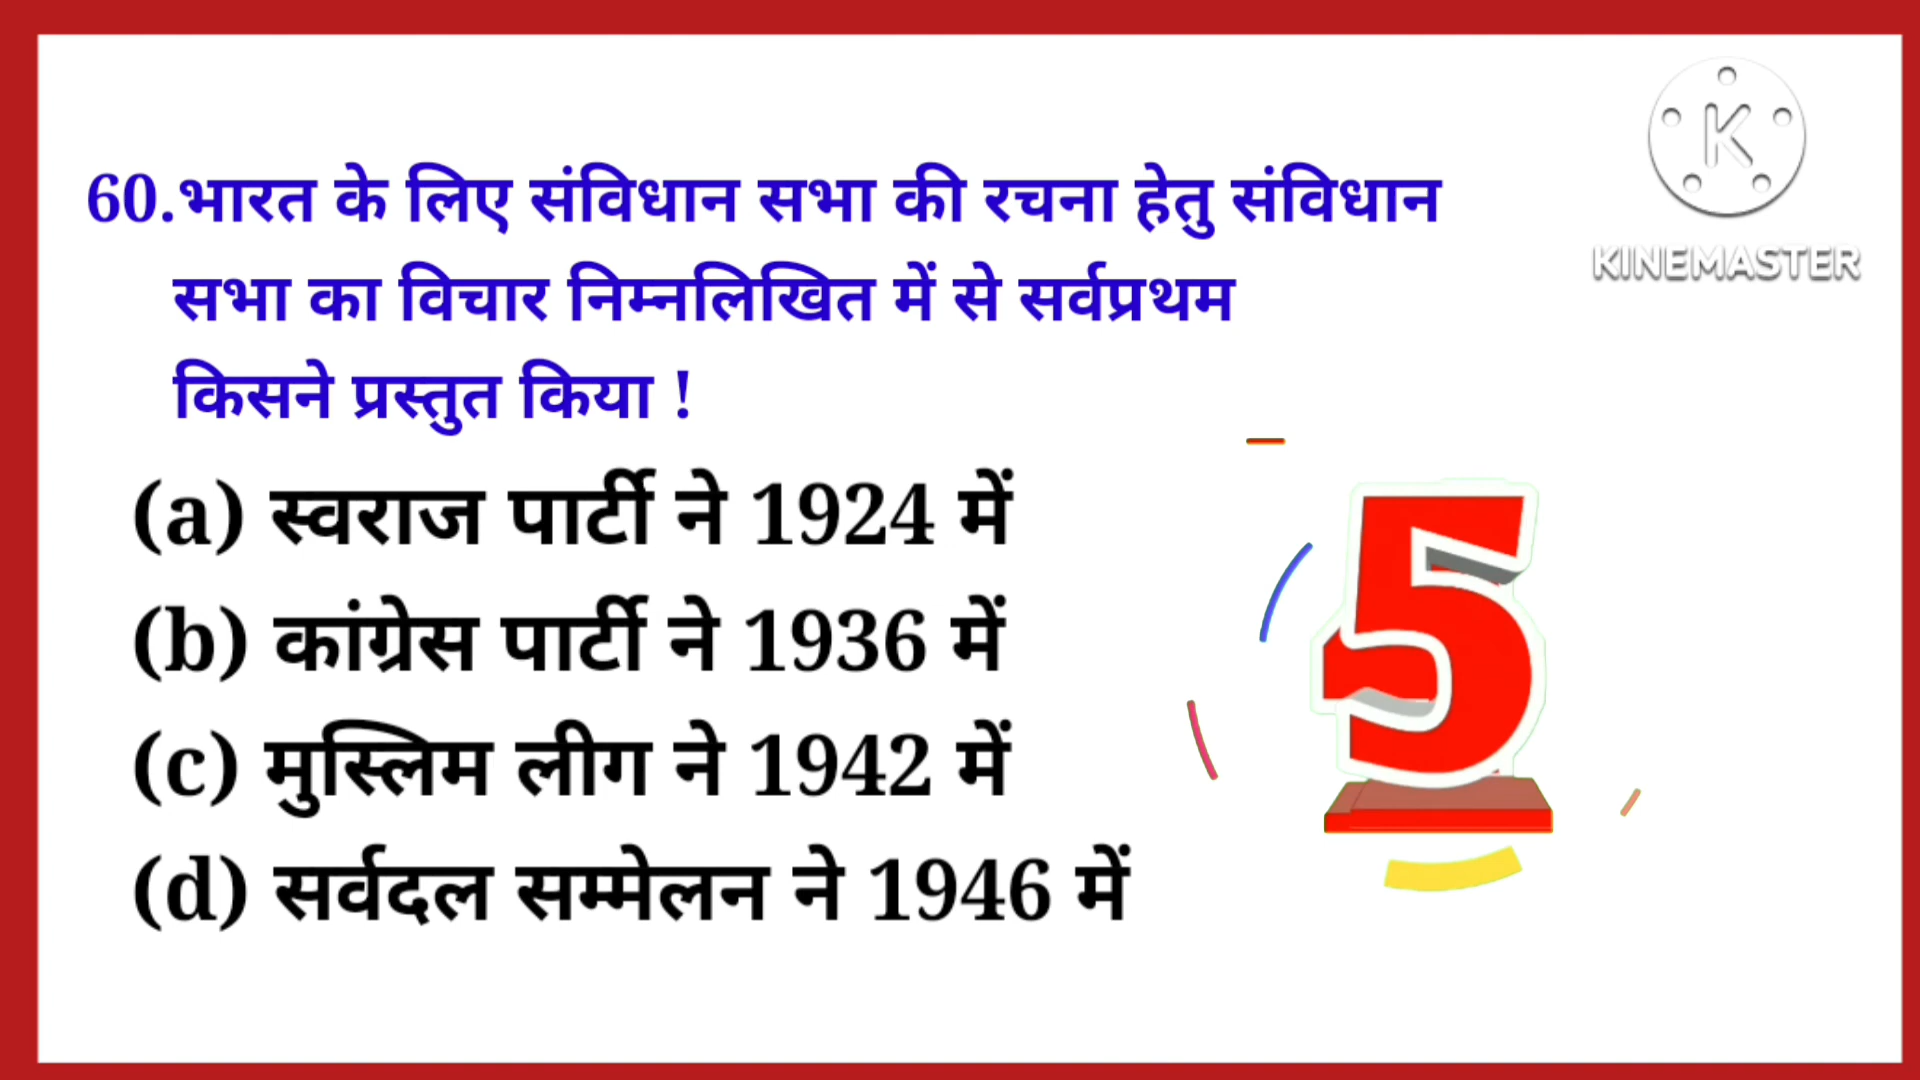 60.भारत के लिए संविधान सभा की रचना हेतु संविधान
सभा का विचार निम्नलिखित में से सर्वप्रथम
किसने प्रस्तुत किया !
(a) स्वराज पार्टी ने 1924 में
(b) कांग्रेस पार्टी ने 1936 में
(c) मुस्लिम लीग ने 1942 में
(d) सर्वदल सम्मेलन ने 1946 में
5
K
KINEMASTER